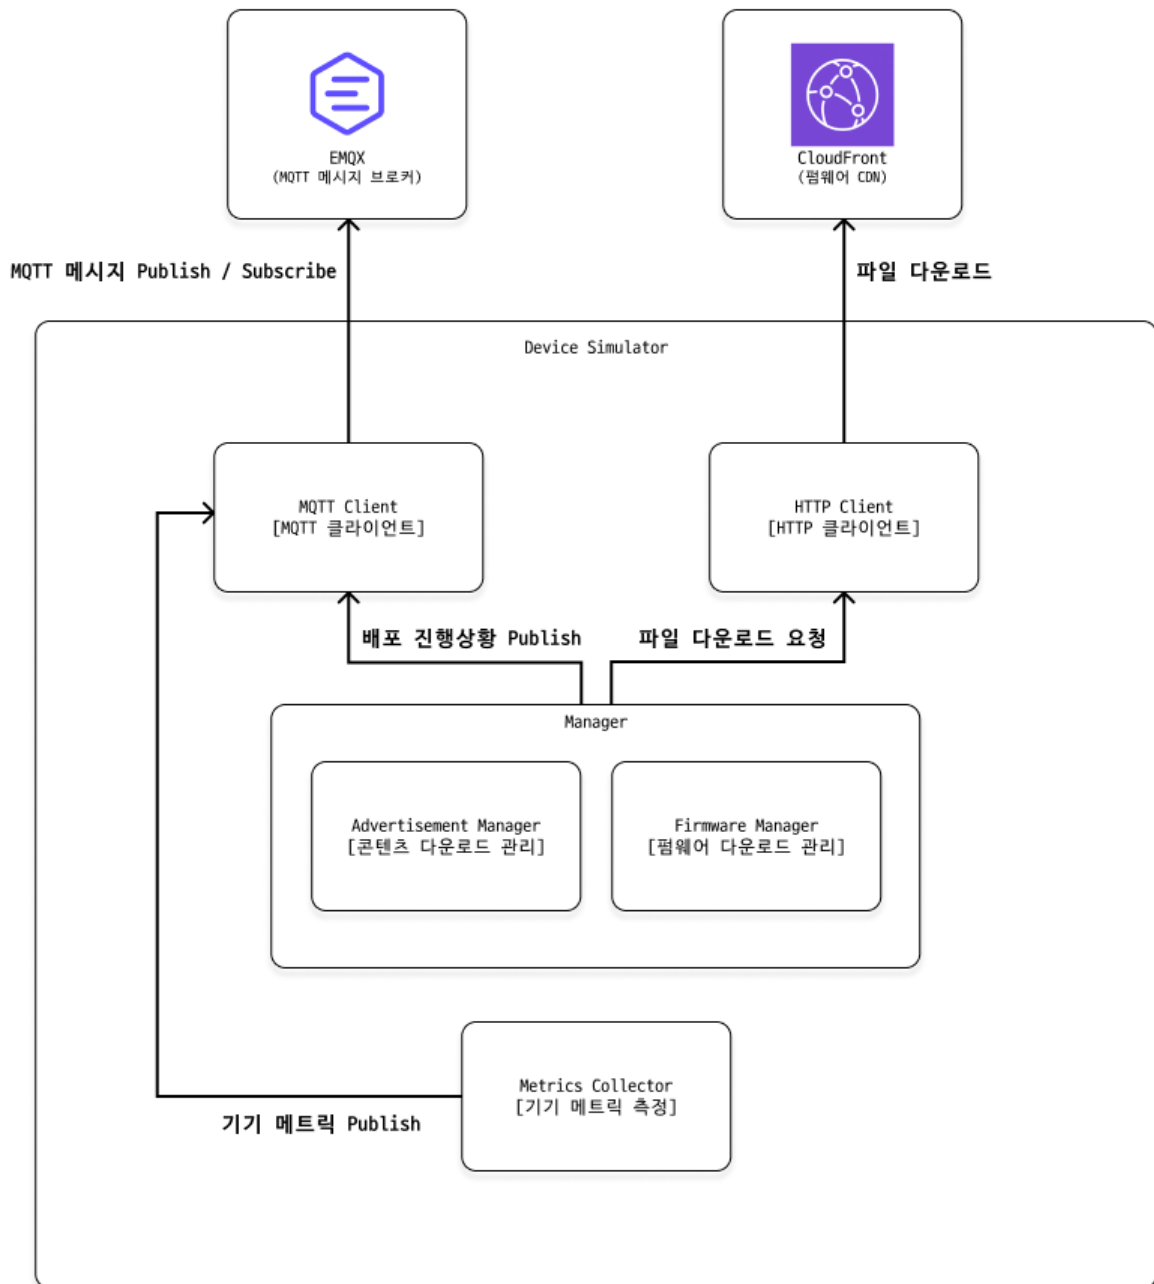 EMQX
(MQTT 메시지 브로커)
CloudFront
(펌웨어 CDN)
MQTT 메시지 Publish / Subscribe
파일 다운로드
Device Simulator
MQTT Client
[MQTT 클라이언트]
HTTP Client
[HTTP 클라이언트]
배포 진행상황 Publish
파일 다운로드 요청
Manager
Advertisement Manager
[콘텐츠 다운로드 관리]
Firmware Manager
[펌웨어 다운로드 관리]
Metrics Collector
[기기 메트릭 측정]
기기 메트릭 Publish